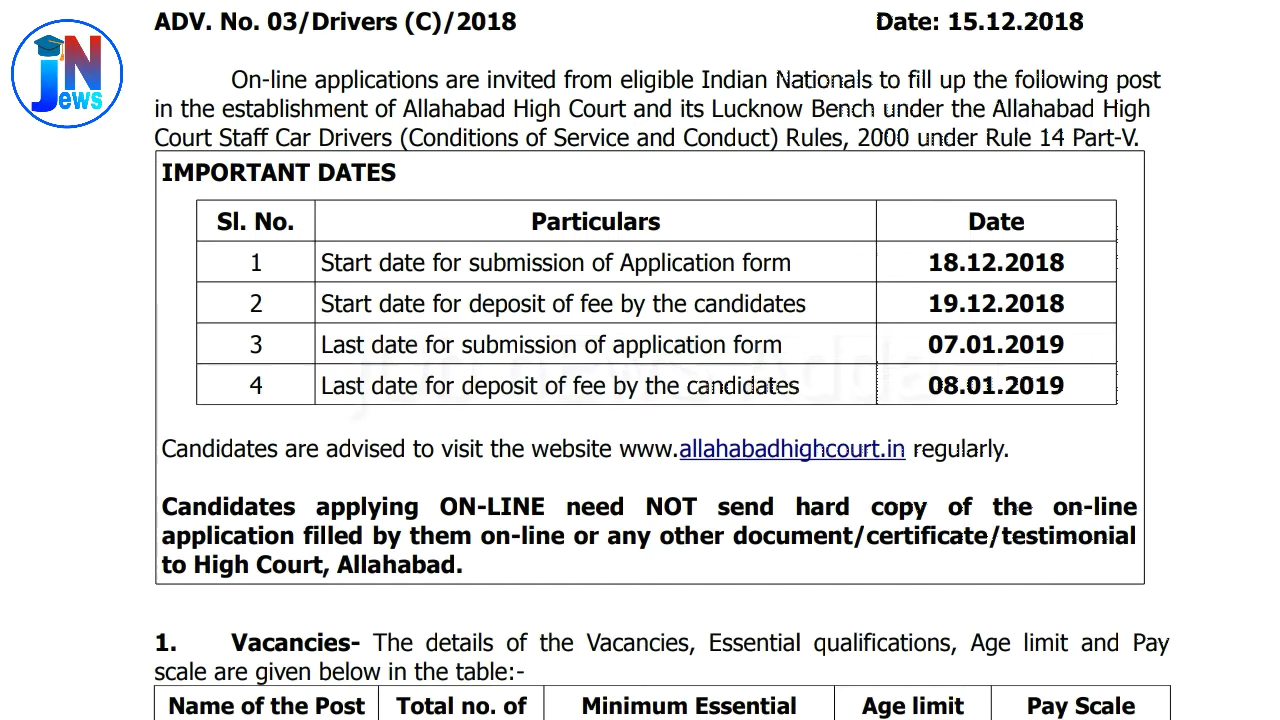 ADV. No. 03/Drivers (C)/2018 Date: 15.12.2018
jN
ews
On-line applications are invited from eligible Indian Nationals to fill up the following post
in the establishment of Allahabad High Court and its Lucknow Bench under the Allahabad High
Court Staff Car Drivers (Conditions of Service and Conduct) Rules, 2000 under Rule 14 Part-V.
IMPORTANT DATES
Sl. No. Particulars Date
1 Start date for submission of Application form 18.12.2018
2 Start date for deposit of fee by the candidates 19.12.2018
3 Last date for submission of application form 07.01.2019
4 Last date for deposit of fee by the candidates 08.01.2019
Candidates are advised to visit the website www.allahabadhighcourt.in regularly.
Candidates applying ON-LINE need NOT send hard copy of the on-line
application filled by them on-line or any other document/certificate/testimonial
to High Court, Allahabad.
1. Vacancies- The details of the Vacancies, Essential qualifications, Age limit and Pay
scale are given below in the table:-
Name of the Post Total no. of Minimum Essential Age limit Pay Scale